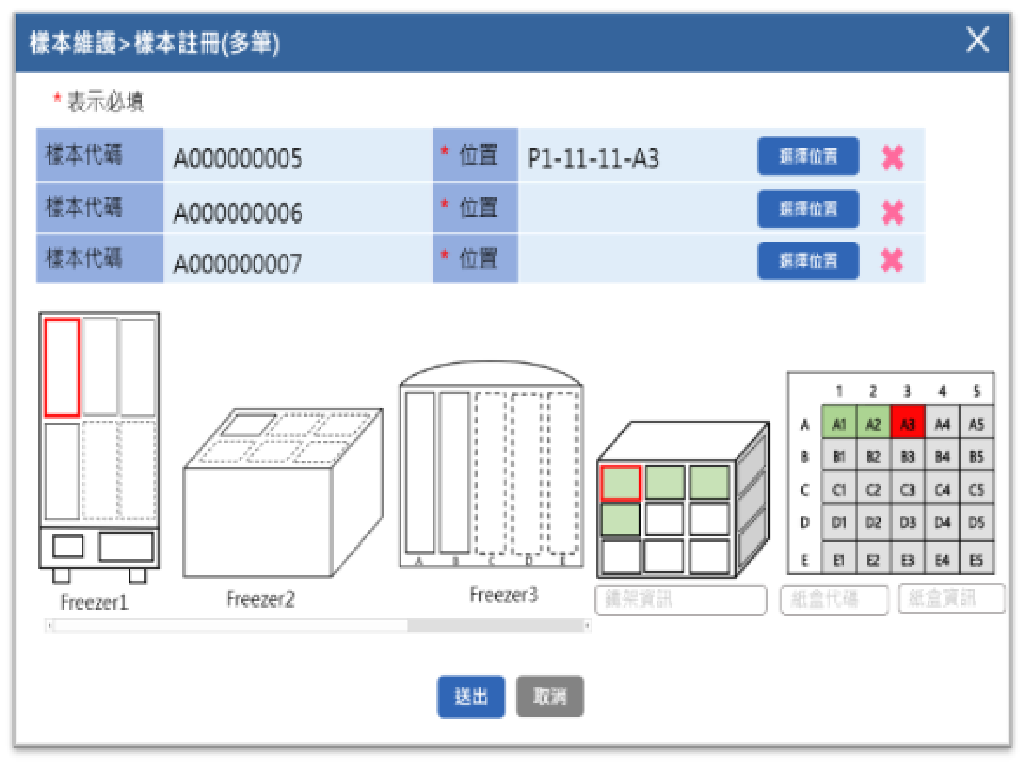 樣本維護>樣本註冊(多筆)
* 表示必填
樣本代碼 A000000005 * 位置 P1-11-11-A3 選擇位置
樣本代碼 A000000006 * 位置 選擇位置
樣本代碼 A000000007 * 位置 選擇位置
1 2 3 4 5
A A1 A2 A3 A4 A5
B B1 B2 B3 B4 B5
C C1 C2 C3 C4 C5
D D1 D2 D3 D4 D5
E E1 E2 E3 E4 E5
A B C D E
Freezer1 Freezer2 Freezer3 鐵架資訊 紙盒代碼 紙盒資訊
送出 取消